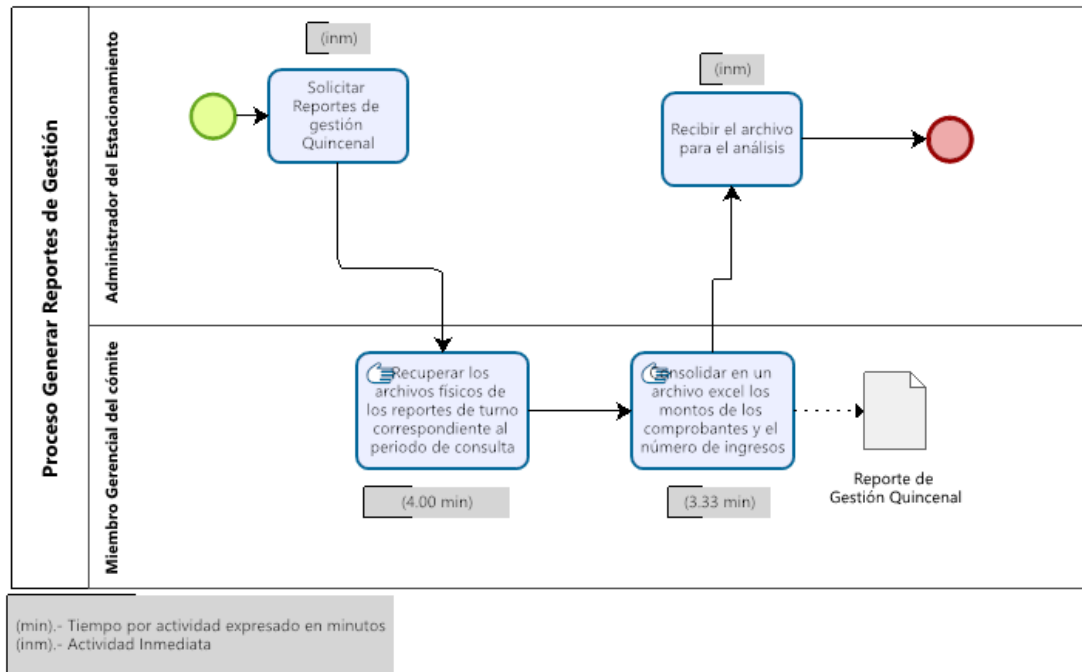 Proceso Generar Reportes de Gestión
Administrador del Estacionamiento
(inm)
Solicitar
Reportes de
gestión
Quincenal
(inm)
Recibir el archivo
para el análisis
Miembro Gerencial del cómite
Recuperar los
archivos físicos de
los reportes de turno
correspondiente al
periodo de consulta
(4.00 min)
Consolidar en un
archivo excel los
montos de los
comprobantes y el
número de ingresos
(3.33 min)
Reporte de
Gestión Quincenal
(min).- Tiempo por actividad expresado en minutos
(inm).- Actividad Inmediata